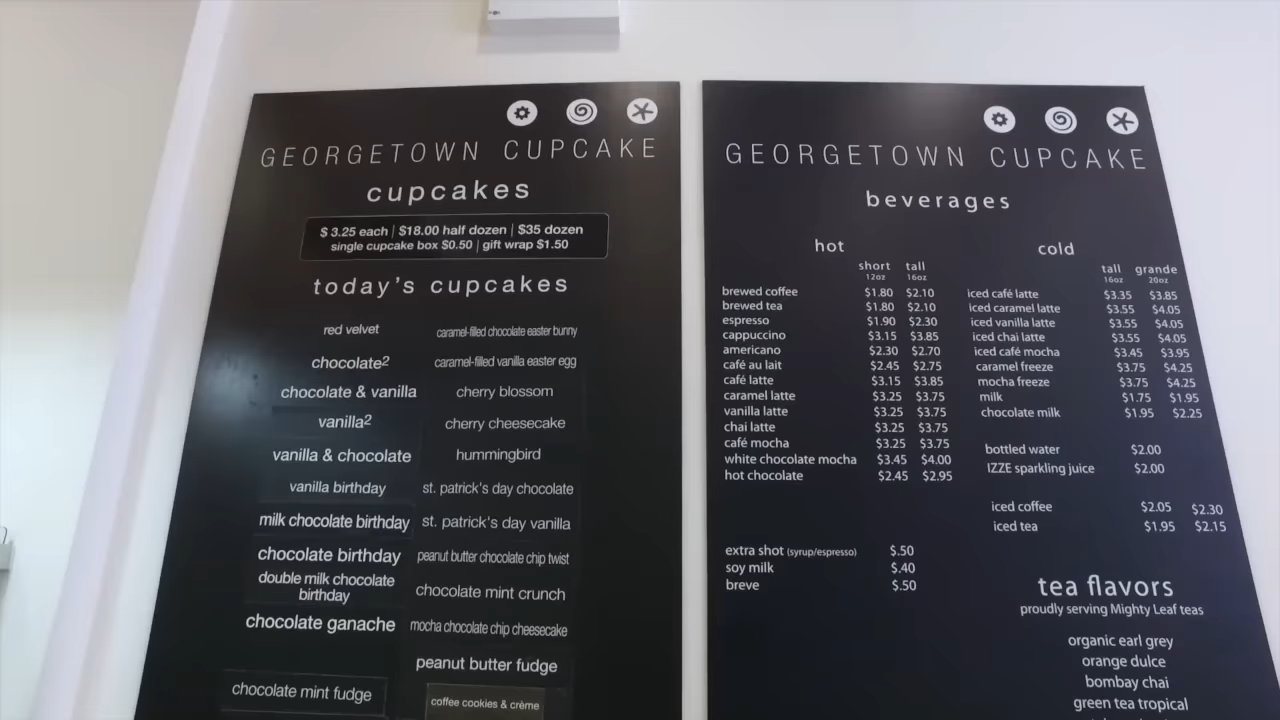 GEORGETOWN CUPCAKE
cupcakes
$ 3.25 each | $18.00 half dozen | $35 dozen
single cupcake box $0.50 | gift wrap $1.50
today's cupcakes
red velvet
chocolate2
chocolate & vanilla
vanilla2
vanilla & chocolate
vanilla birthday
milk chocolate birthday
chocolate birthday
double milk chocolate
birthday
chocolate ganache
chocolate mint fudge
caramel-filled chocolate easter bunny
caramel-filled vanilla easter egg
cherry blossom
cherry cheesecake
hummingbird
st. patrick's day chocolate
st. patrick's day vanilla
peanut butter chocolate chip twist
chocolate mint crunch
mocha chocolate chip cheesecake
peanut butter fudge
coffee cookies & crème
GEORGETOWN CUPCAKE
beverages
hot
short tall
12oz 16oz
brewed coffee $1.80 $2.10
brewed tea $1.80 $2.10
espresso $1.90 $2.30
cappuccino $3.15 $3.85
americano $2.30 $2.70
café au lait $2.45 $2.75
café latte $3.15 $3.85
caramel latte $3.25 $3.75
vanilla latte $3.25 $3.75
chai latte $3.25 $3.75
café mocha $3.25 $3.75
white chocolate mocha $3.45 $4.00
hot chocolate $2.45 $2.95
extra shot (syrup/espresso) $.50
soy milk $.40
breve $.50
cold
tall grande
16oz 20oz
iced café latte $3.35 $3.85
iced caramel latte $3.55 $4.05
iced vanilla latte $3.55 $4.05
iced chai latte $3.55 $4.05
iced café mocha $3.45 $3.95
caramel freeze $3.75 $4.25
mocha freeze $3.75 $4.25
milk $1.75 $1.95
chocolate milk $1.95 $2.25
bottled water $2.00
IZZE sparkling juice $2.00
iced coffee $2.05 $2.30
iced tea $1.95 $2.15
tea flavors
proudly serving Mighty Leaf teas
organic earl grey
orange dulce
bombay chai
green tea tropical